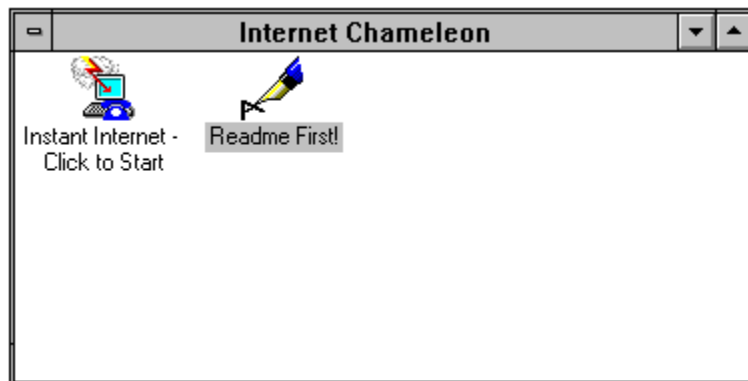 Internet Chameleon
Instant Internet -
Click to Start
Readme First!